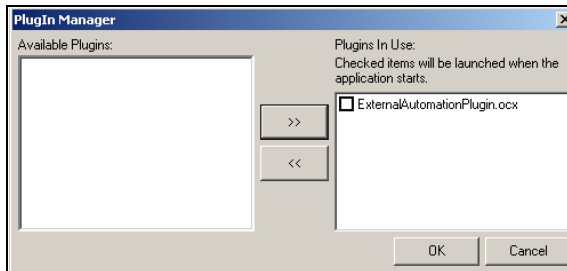 PlugIn Manager
Available Plugins:
Plugins In Use:
Checked items will be launched when the
application starts.
ExternalAutomationPlugin.ocx
>>
<<
OK
Cancel